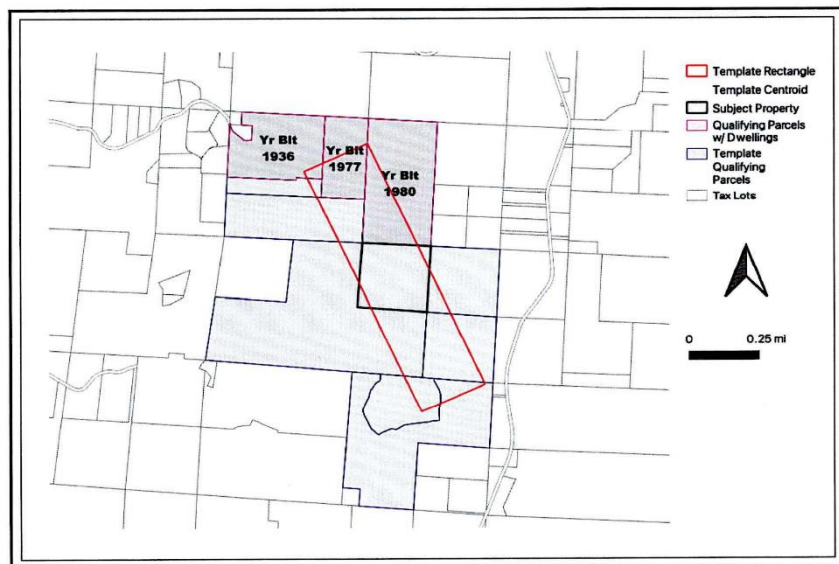 Template Rectangle
Template Centroid
Subject Property
Qualifying Parcels
w/ Dwellings
Template
Qualifying
Parcels
Tax Lots
Yr Blt
1936
Yr Blt
1977
Yr Blt
1980
0 0.25 mi